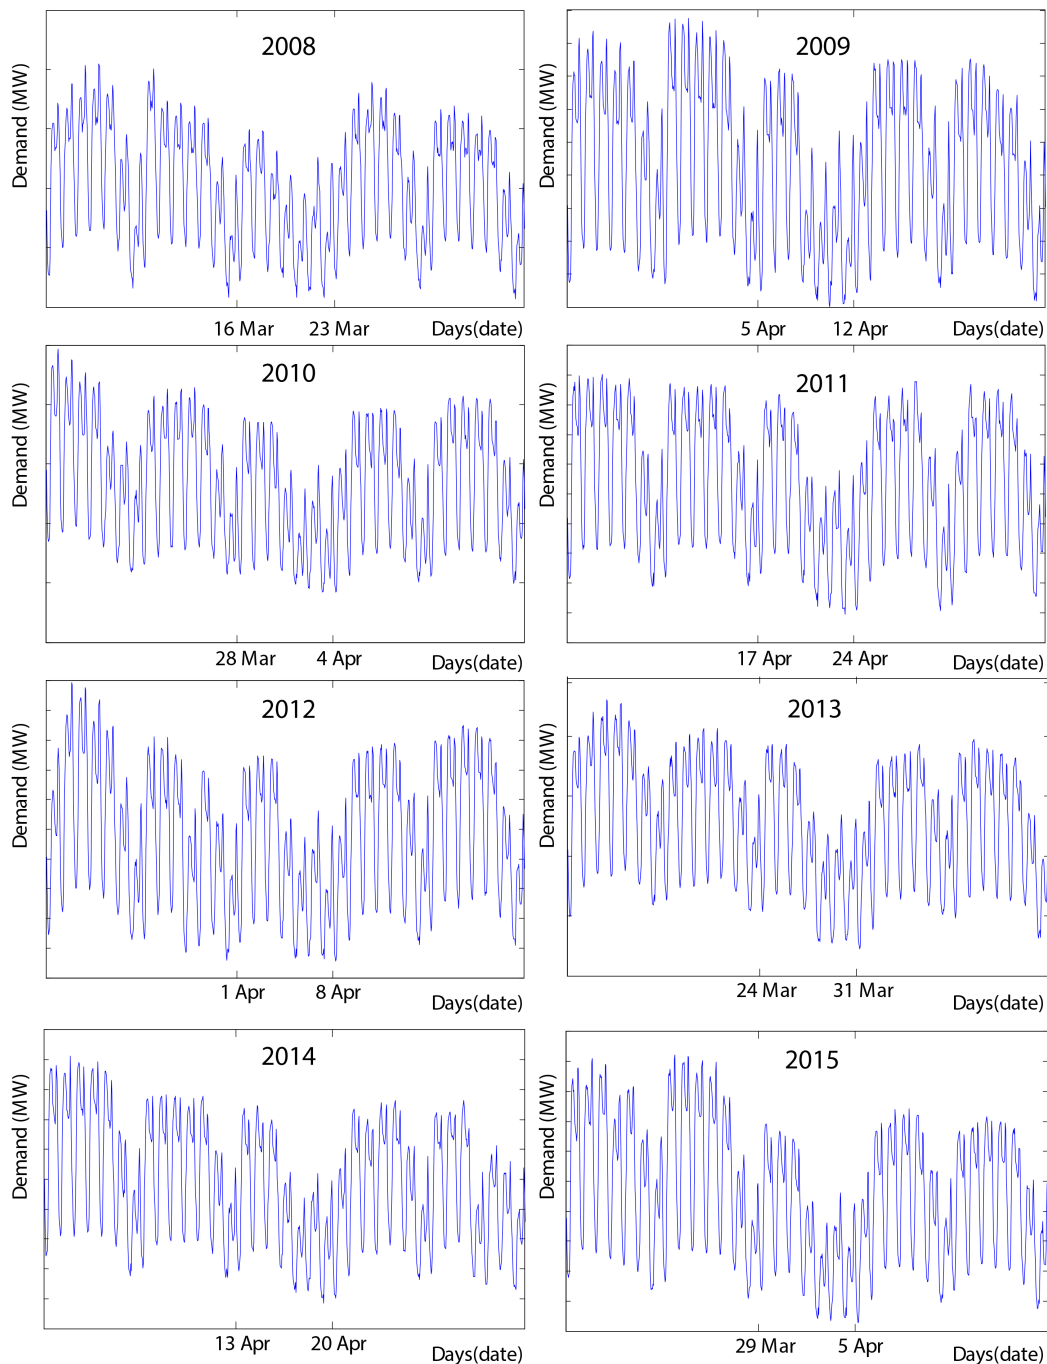 2008
Demand (MW)
16 Mar
23 Mar
Days(date)
2009
Demand (MW)
5 Apr
12 Apr
Days(date)
2010
Demand (MW)
28 Mar
4 Apr
Days(date)
2011
Demand (MW)
17 Apr
24 Apr
Days(date)
2012
Demand (MW)
1 Apr
8 Apr
Days(date)
2013
Demand (MW)
24 Mar
31 Mar
Days(date)
2014
Demand (MW)
13 Apr
20 Apr
Days(date)
2015
Demand (MW)
29 Mar
5 Apr
Days(date)